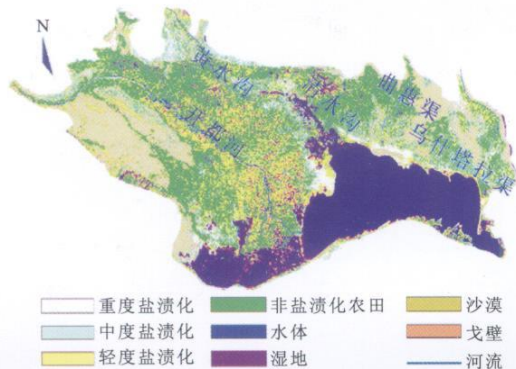 N
黄水沟
清水沟
曲惠渠
乌什塔拉渠
开都河
重度盐渍化
非盐渍化农田
沙漠
中度盐渍化
水体
戈壁
轻度盐渍化
湿地
河流